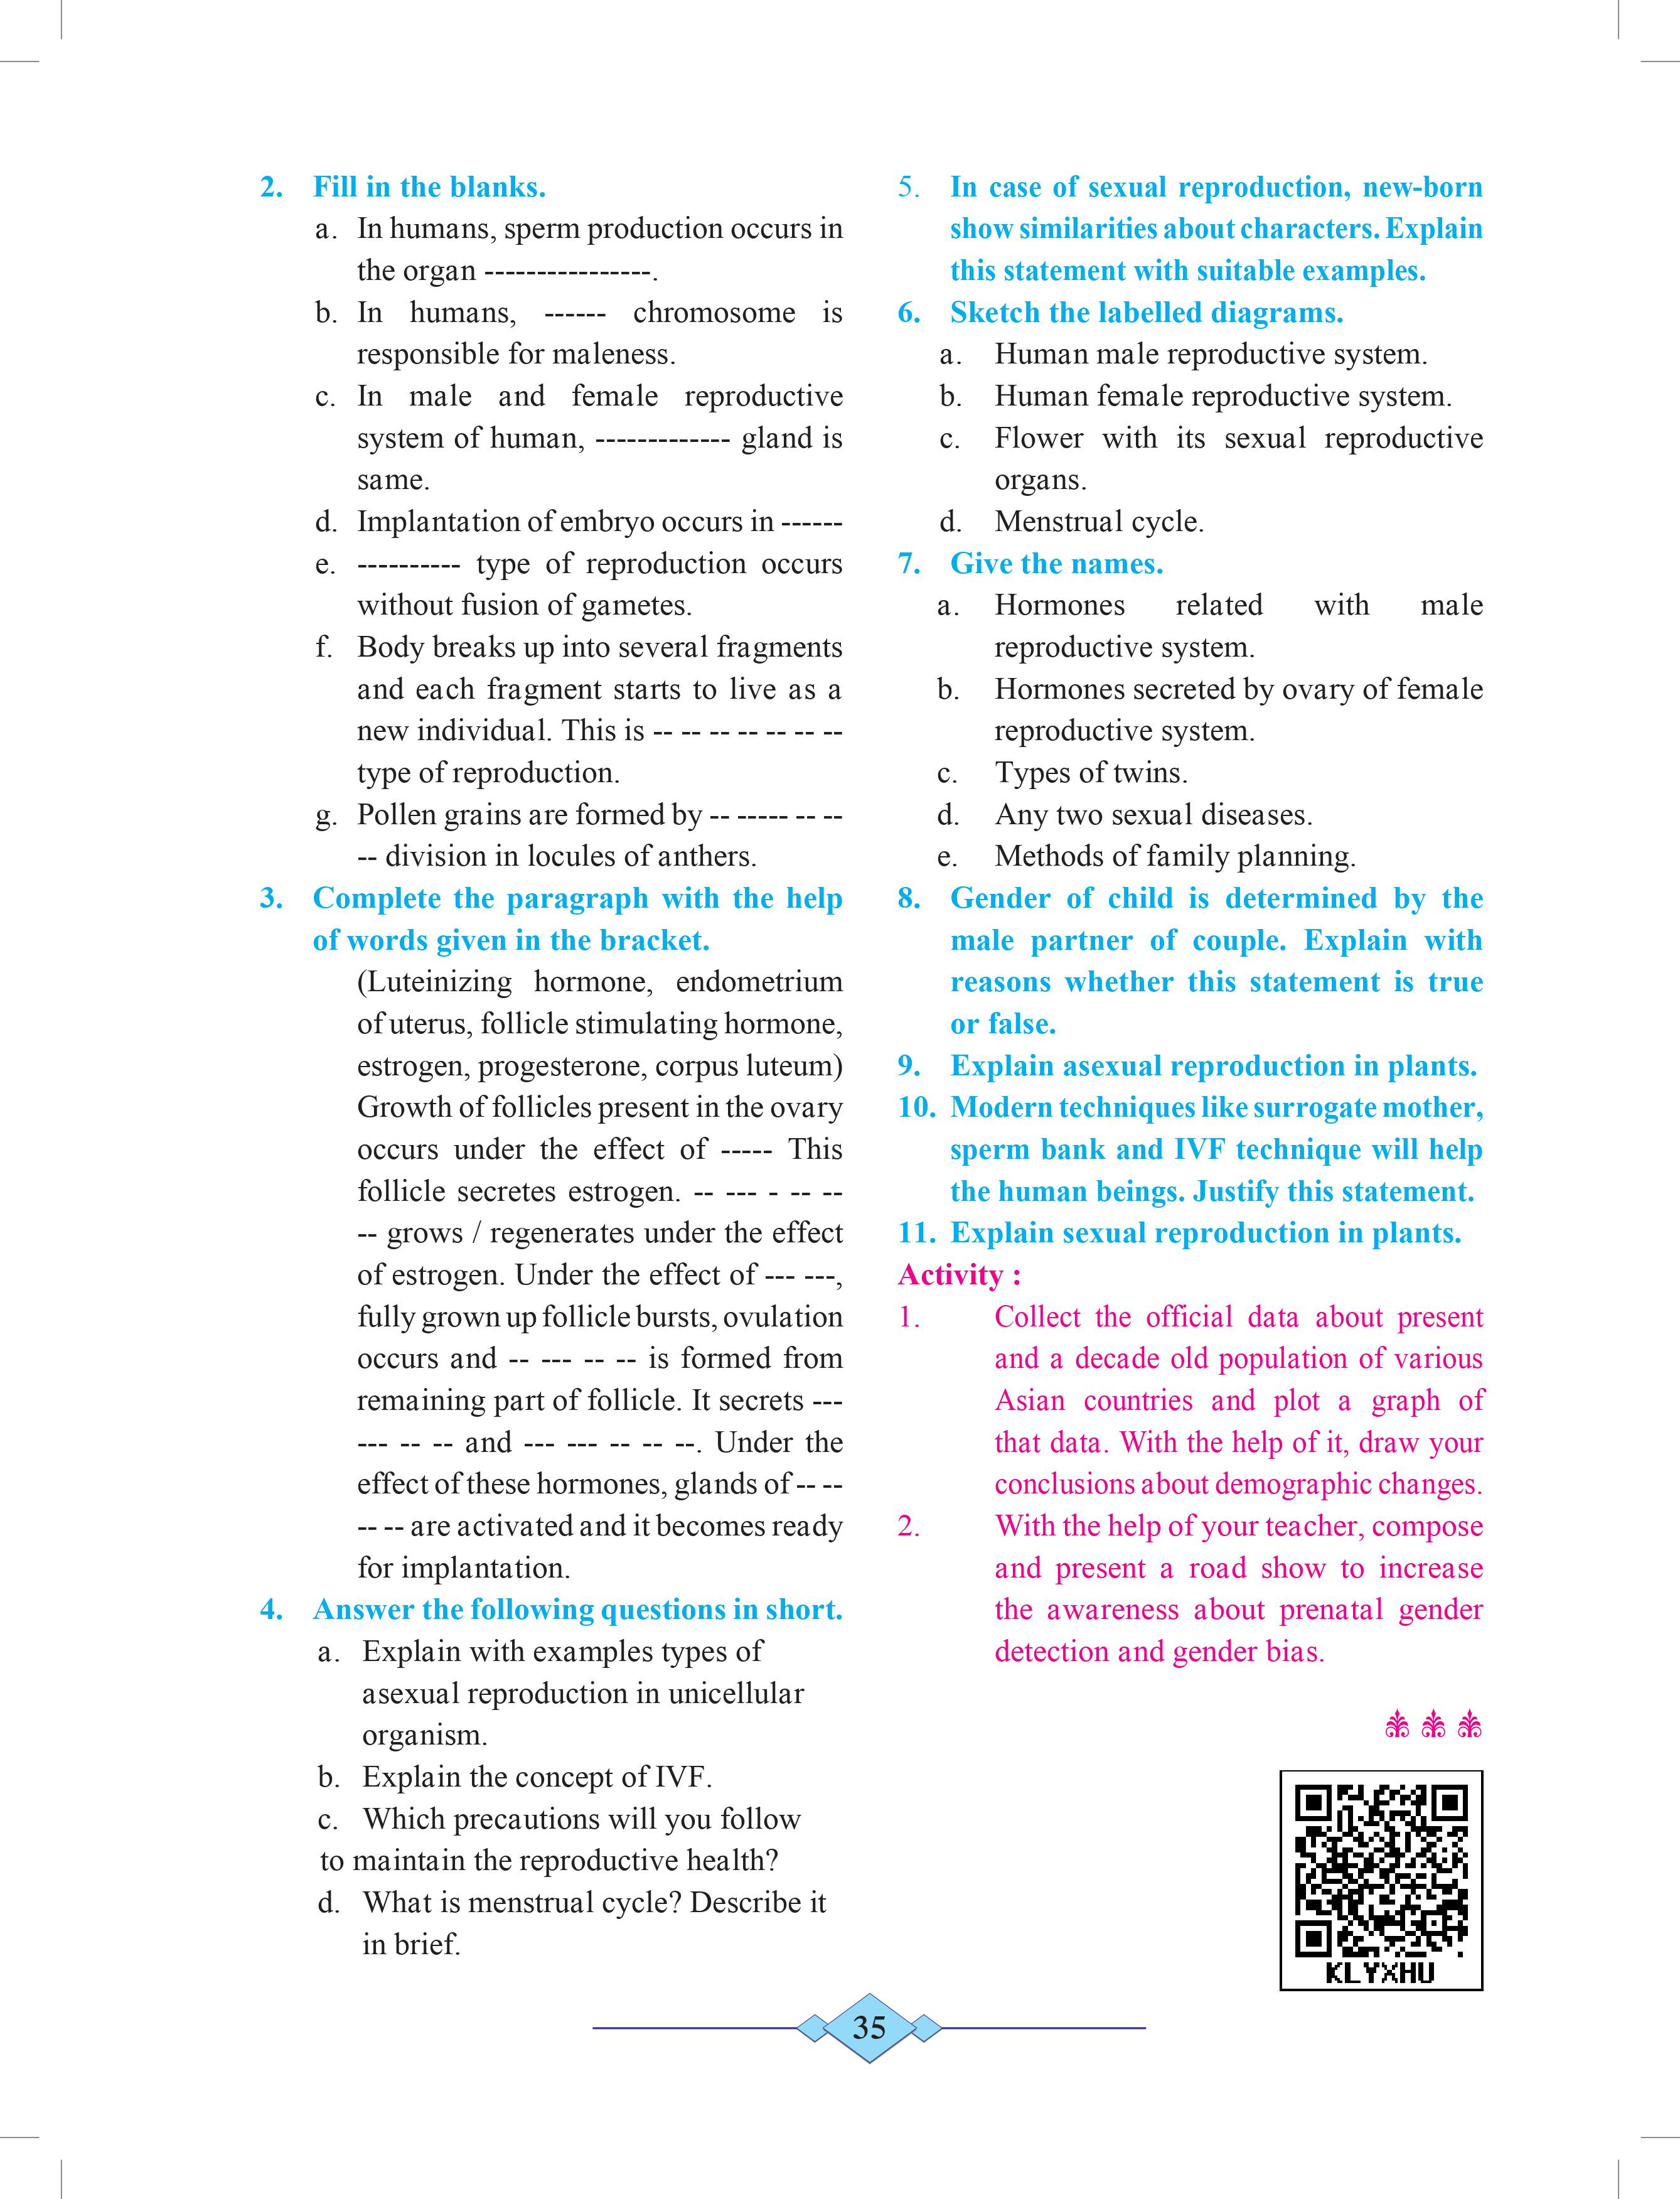 2. Fill in the blanks.
a. In humans, sperm production occurs in
the organ ----------------.
b. In humans, ------ chromosome is
responsible for maleness.
c. In male and female reproductive
system of human, ------------- gland is
same.
d. Implantation of embryo occurs in ------
e. ---------- type of reproduction occurs
without fusion of gametes.
f. Body breaks up into several fragments
and each fragment starts to live as a
new individual. This is -- -- -- -- -- -- --
type of reproduction.
g. Pollen grains are formed by -- ----- -- --
-- division in locules of anthers.
3. Complete the paragraph with the help
of words given in the bracket.
(Luteinizing hormone, endometrium
of uterus, follicle stimulating hormone,
estrogen, progesterone, corpus luteum)
Growth of follicles present in the ovary
occurs under the effect of ----- This
follicle secretes estrogen. -- --- - -- --
-- grows / regenerates under the effect
of estrogen. Under the effect of --- ---,
fully grown up follicle bursts, ovulation
occurs and -- --- -- -- is formed from
remaining part of follicle. It secrets ---
--- -- -- and --- --- -- -- --. Under the
effect of these hormones, glands of -- --
-- -- are activated and it becomes ready
for implantation.
4. Answer the following questions in short.
a. Explain with examples types of
asexual reproduction in unicellular
organism.
b. Explain the concept of IVF.
c. Which precautions will you follow
to maintain the reproductive health?
d. What is menstrual cycle? Describe it
in brief.
5. In case of sexual reproduction, new-born
show similarities about characters. Explain
this statement with suitable examples.
6. Sketch the labelled diagrams.
a. Human male reproductive system.
b. Human female reproductive system.
c. Flower with its sexual reproductive
organs.
d. Menstrual cycle.
7. Give the names.
a. Hormones related with male
reproductive system.
b. Hormones secreted by ovary of female
reproductive system.
c. Types of twins.
d. Any two sexual diseases.
e. Methods of family planning.
8. Gender of child is determined by the
male partner of couple. Explain with
reasons whether this statement is true
or false.
9. Explain asexual reproduction in plants.
10. Modern techniques like surrogate mother,
sperm bank and IVF technique will help
the human beings. Justify this statement.
11. Explain sexual reproduction in plants.
Activity :
1. Collect the official data about present
and a decade old population of various
Asian countries and plot a graph of
that data. With the help of it, draw your
conclusions about demographic changes.
2. With the help of your teacher, compose
and present a road show to increase
the awareness about prenatal gender
detection and gender bias.
KLYXHU
35